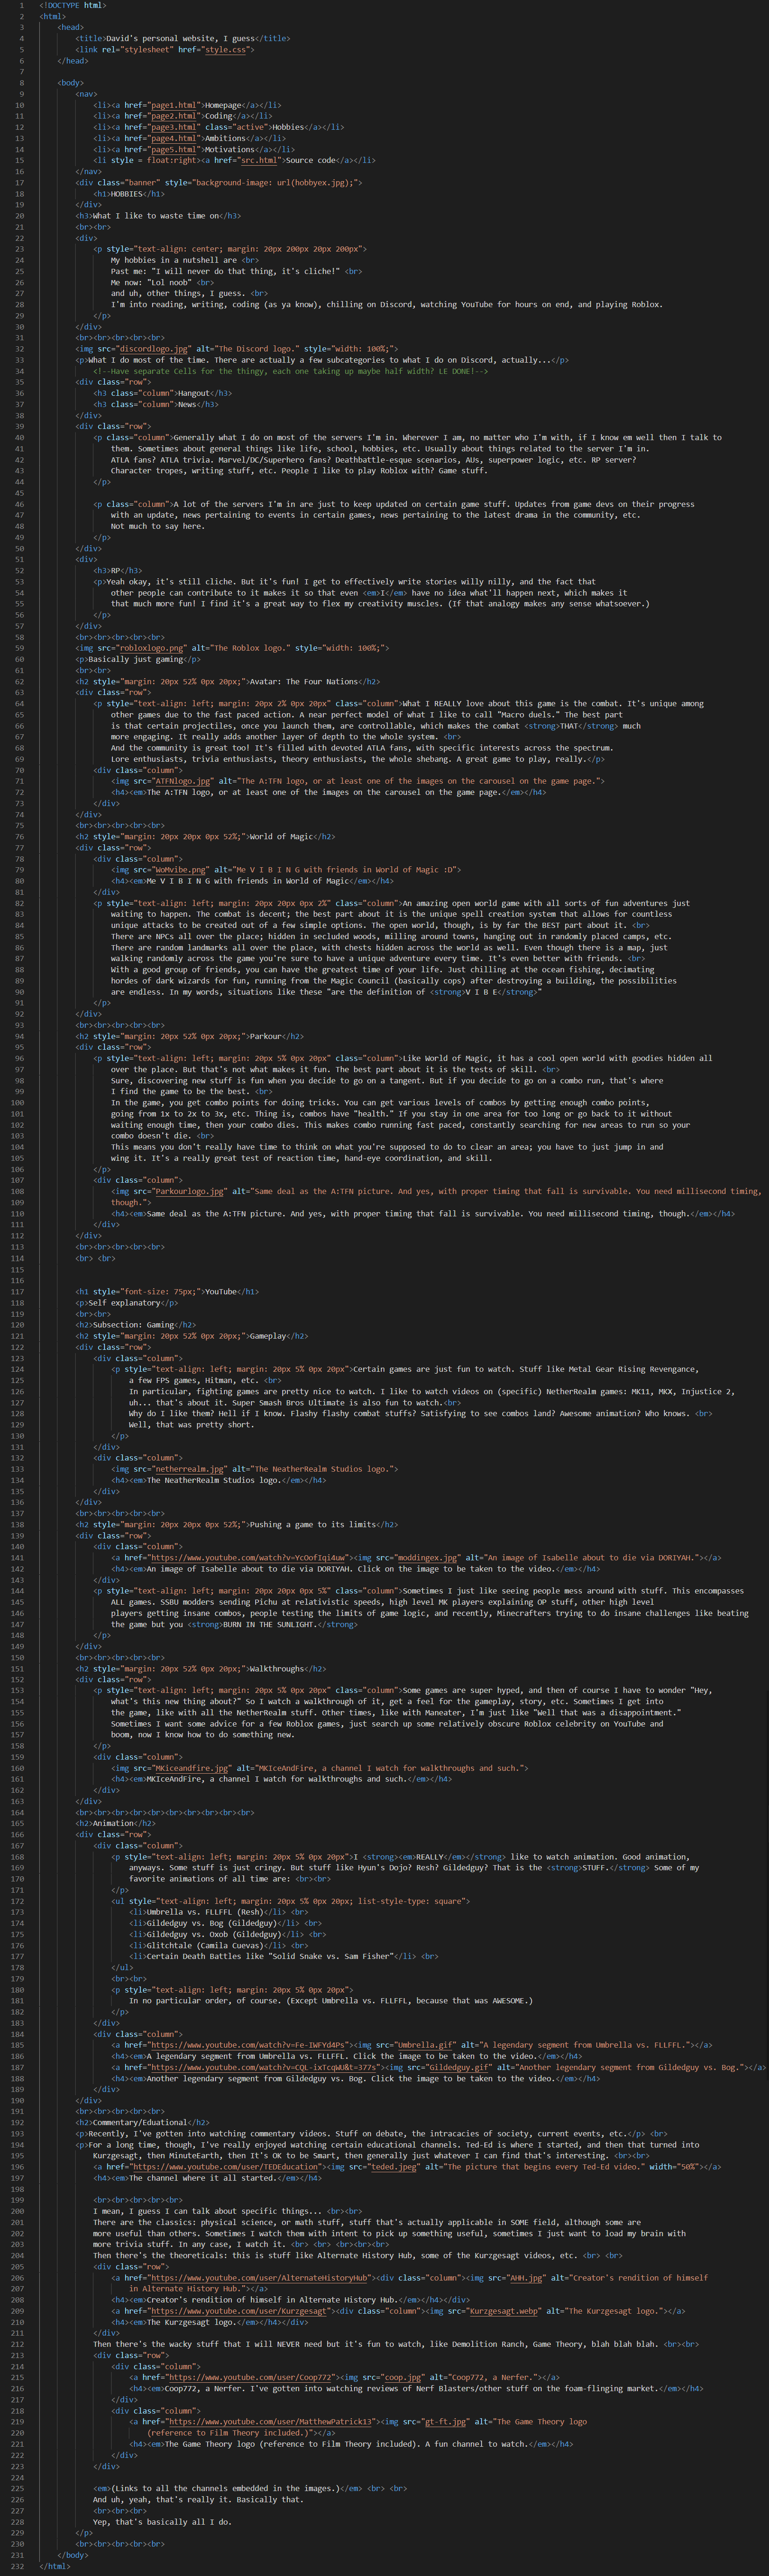 1 <!DOCTYPE html>
2 <html>
3 <head>
4 <title>David's personal website, I guess</title>
5 <link rel="stylesheet" href="style.css">
6 </head>
7
8 <body>
9 <nav>
10 <li><a href="page1.html">Homepage</a></li>
11 <li><a href="page2.html">Coding</a></li>
12 <li><a href="page3.html" class="active">Hobbies</a></li>
13 <li><a href="page4.html">Ambitions</a></li>
14 <li><a href="page5.html">Motivations</a></li>
15 <li style = float:right><a href="src.html">Source code</a></li>
16 </nav>
17 <div class="banner" style="background-image: url(hobbyex.jpg);">
18 <h1>HOBBIES</h1>
19 </div>
20 <h3>What I like to waste time on</h3>
21 <br><br>
22 <div>
23 <p style="text-align: center; margin: 20px 200px 20px 200px">
24 My hobbies in a nutshell are <br>
25 Past me: "I will never do that thing, it's cliche!" <br>
26 Me now: "Lol noob" <br>
27 and uh, other things, I guess. <br>
28 I'm into reading, writing, coding (as ya know), chilling on Discord, watching YouTube for hours on end, and playing Roblox.
29 </p>
30 </div>
31 <br><br><br><br><br>
32 <img src="discordlogo.jpg" alt="The Discord logo." style="width: 100%;">
33 <p>What I do most of the time. There are actually a few subcategories to what I do on Discord, actually...</p>
34 <!--Have separate Cells for the thingy, each one taking up maybe half width? LE DONE!-->
35 <div class="row">
36 <h3 class="column">Hangout</h3>
37 <h3 class="column">News</h3>
38 </div>
39 <div class="row">
40 <p class="column">Generally what I do on most of the servers I'm in. Wherever I am, no matter who I'm with, if I know em well then I talk to
41 them. Sometimes about general things like life, school, hobbies, etc. Usually about things related to the server I'm in.
42 ATLA fans? ATLA trivia. Marvel/DC/Superhero fans? Deathbattle-esque scenarios, AUs, superpower logic, etc. RP server?
43 Character tropes, writing stuff, etc. People I like to play Roblox with? Game stuff.
44 </p>
45
46 <p class="column">A lot of the servers I'm in are just to keep updated on certain game stuff. Updates from game devs on their progress
47 with an update, news pertaining to events in certain games, news pertaining to the latest drama in the community, etc.
48 Not much to say here.
49 </p>
50 </div>
51 <div>
52 <h3>RP</h3>
53 <p>Yeah okay, it's still cliche. But it's fun! I get to effectively write stories willy nilly, and the fact that
54 other people can contribute to it makes it so that even <em>I</em> have no idea what'll happen next, which makes it
55 that much more fun! I find it's a great way to flex my creativity muscles. (If that analogy makes any sense whatsoever.)
56 </p>
57 </div>
58 <br><br><br><br><br>
59 <img src="robloxlogo.png" alt="The Roblox logo." style="width: 100%;">
60 <p>Basically just gaming</p>
61 <br><br>
62 <h2 style="margin: 20px 52% 0px 20px;">Avatar: The Four Nations</h2>
63 <div class="row">
64 <p style="text-align: left; margin: 20px 2% 0px 20px" class="column">What I REALLY love about this game is the combat. It's unique among
65 other games due to the fast paced action. A near perfect model of what I like to call "Macro duels." The best part
66 is that certain projectiles, once you launch them, are controllable, which makes the combat <strong>THAT</strong> much
67 more engaging. It really adds another layer of depth to the whole system. <br>
68 And the community is great too! It's filled with devoted ATLA fans, with specific interests across the spectrum.
69 Lore enthusiasts, trivia enthusiasts, theory enthusiasts, the whole shebang. A great game to play, really.</p>
70 <div class="column">
71 <img src="ATFNlogo.jpg" alt="The A:TFN logo, or at least one of the images on the carousel on the game page.">
72 <h4><em>The A:TFN logo, or at least one of the images on the carousel on the game page.</em></h4>
73 </div>
74 </div>
75 <br><br><br><br><br>
76 <h2 style="margin: 20px 20px 0px 52%;">World of Magic</h2>
77 <div class="row">
78 <div class="column">
79 <img src="WoMvibe.png" alt="Me V I B I N G with friends in World of Magic :D">
80 <h4><em>Me V I B I N G with friends in World of Magic</em></h4>
81 </div>
82 <p style="text-align: left; margin: 20px 20px 0px 2%" class="column">An amazing open world game with all sorts of fun adventures just
83 waiting to happen. The combat is decent; the best part about it is the unique spell creation system that allows for countless
84 unique attacks to be created out of a few simple options. The open world, though, is by far the BEST part about it. <br>
85 There are NPCs all over the place; hidden in secluded woods, milling around towns, hanging out in randomly placed camps, etc.
86 There are random landmarks all over the place, with chests hidden across the world as well. Even though there is a map, just
87 walking randomly across the game you're sure to have a unique adventure every time. It's even better with friends. <br>
88 With a good group of friends, you can have the greatest time of your life. Just chilling at the ocean fishing, decimating
89 hordes of dark wizards for fun, running from the Magic Council (basically cops) after destroying a building, the possibilities
90 are endless. In my words, situations like these "are the definition of <strong>V I B E</strong>"
91 </p>
92 </div>
93 <br><br><br><br><br>
94 <h2 style="margin: 20px 52% 0px 20px;">Parkour</h2>
95 <div class="row">
96 <p style="text-align: left; margin: 20px 5% 0px 20px" class="column">Like World of Magic, it has a cool open world with goodies hidden all
97 over the place. But that's not what makes it fun. The best part about it is the tests of skill. <br>
98 Sure, discovering new stuff is fun when you decide to go on a tangent. But if you decide to go on a combo run, that's where
99 I find the game to be the best. <br>
100 In the game, you get combo points for doing tricks. You can get various levels of combos by getting enough combo points,
101 going from 1x to 2x to 3x, etc. Thing is, combos have "health." If you stay in one area for too long or go back to it without
102 waiting enough time, then your combo dies. This makes combo running fast paced, constantly searching for new areas to run so your
103 combo doesn't die. <br>
104 This means you don't really have time to think on what you're supposed to do to clear an area; you have to just jump in and
105 wing it. It's a really great test of reaction time, hand-eye coordination, and skill.
106 </p>
107 <div class="column">
108 <img src="Parkourlogo.jpg" alt="Same deal as the A:TFN picture. And yes, with proper timing that fall is survivable. You need millisecond timing,
109 though.">
110 <h4><em>Same deal as the A:TFN picture. And yes, with proper timing that fall is survivable. You need millisecond timing, though.</em></h4>
111 </div>
112 </div>
113 <br><br><br><br><br>
114 <br> <br>
115
116
117 <h1 style="font-size: 75px;">YouTube</h1>
118 <p>Self explanatory</p>
119 <br><br>
120 <h2>Subsection: Gaming</h2>
121 <h2 style="margin: 20px 52% 0px 20px;">Gameplay</h2>
122 <div class="row">
123 <div class="column">
124 <p style="text-align: left; margin: 20px 5% 0px 20px">Certain games are just fun to watch. Stuff like Metal Gear Rising Revengance,
125 a few FPS games, Hitman, etc. <br>
126 In particular, fighting games are pretty nice to watch. I like to watch videos on (specific) NetherRealm games: MK11, MKX, Injustice 2,
127 uh... that's about it. Super Smash Bros Ultimate is also fun to watch.<br>
128 Why do I like them? Hell if I know. Flashy flashy combat stuffs? Satisfying to see combos land? Awesome animation? Who knows. <br>
129 Well, that was pretty short.
130 </p>
131 </div>
132 <div class="column">
133 <img src="netherrealm.jpg" alt="The NeatherRealm Studios logo.">
134 <h4><em>The NeatherRealm Studios logo.</em></h4>
135 </div>
136 </div>
137 <br><br><br><br><br>
138 <h2 style="margin: 20px 20px 0px 52%;">Pushing a game to its limits</h2>
139 <div class="row">
140 <div class="column">
141 <a href="https://www.youtube.com/watch?v=YcOofIqi4uw"><img src="moddingex.jpg" alt="An image of Isabelle about to die via DORIYAH."></a>
142 <h4><em>An image of Isabelle about to die via DORIYAH. Click on the image to be taken to the video.</em></h4>
143 </div>
144 <p style="text-align: left; margin: 20px 20px 0px 5%" class="column">Sometimes I just like seeing people mess around with stuff. This encompasses
145 ALL games. SSBU modders sending Pichu at relativistic speeds, high level MK players explaining OP stuff, other high level
146 players getting insane combos, people testing the limits of game logic, and recently, Minecrafters trying to do insane challenges like beating
147 the game but you <strong>BURN IN THE SUNLIGHT.</strong>
148 </p>
149 </div>
150 <br><br><br><br><br>
151 <h2 style="margin: 20px 52% 0px 20px;">Walkthroughs</h2>
152 <div class="row">
153 <p style="text-align: left; margin: 20px 5% 0px 20px" class="column">Some games are super hyped, and then of course I have to wonder "Hey,
154 what's this new thing about?" So I watch a walkthrough of it, get a feel for the gameplay, story, etc. Sometimes I get into
155 the game, like with all the NetherRealm stuff. Other times, like with Maneater, I'm just like "Well that was a disappointment."
156 Sometimes I want some advice for a few Roblox games, just search up some relatively obscure Roblox celebrity on YouTube and
157 boom, now I know how to do something new.
158 </p>
159 <div class="column">
160 <img src="MKiceandfire.jpg" alt="MKIceAndFire, a channel I watch for walkthroughs and such.">
161 <h4><em>MKIceAndFire, a channel I watch for walkthroughs and such.</em></h4>
162 </div>
163 </div>
164 <br><br><br><br><br><br><br><br><br><br>
165 <h2>Animation</h2>
166 <div class="row">
167 <div class="column">
168 <p style="text-align: left; margin: 20px 5% 0px 20px">I <strong><em>REALLY</em></strong> like to watch animation. Good animation,
169 anyways. Some stuff is just cringy. But stuff like Hyun's Dojo? Resh? Gildedguy? That is the <strong>STUFF.</strong> Some of my
170 favorite animations of all time are: <br><br>
171 </p>
172 <ul style="text-align: left; margin: 20px 5% 0px 20px; list-style-type: square">
173 <li>Umbrella vs. FLLFFL (Resh)</li> <br>
174 <li>Gildedguy vs. Bog (Gildedguy)</li> <br>
175 <li>Gildedguy vs. Oxob (Gildedguy)</li> <br>
176 <li>Glitchtale (Camila Cuevas)</li> <br>
177 <li>Certain Death Battles like "Solid Snake vs. Sam Fisher"</li> <br>
178 </ul>
179 <br><br>
180 <p style="text-align: left; margin: 20px 5% 0px 20px">
181 In no particular order, of course. (Except Umbrella vs. FLLFFL, because that was AWESOME.)
182 </p>
183 </div>
184 <div class="column">
185 <a href="https://www.youtube.com/watch?v=Fe-IWFYd4Ps"><img src="Umbrella.gif" alt="A legendary segment from Umbrella vs. FLLFFL."></a>
186 <h4><em>A legendary segment from Umbrella vs. FLLFFL. Click the image to be taken to the video.</em></h4>
187 <a href="https://www.youtube.com/watch?v=CQL-ixTcqWU&t=377s"><img src="Gildedguy.gif" alt="Another legendary segment from Gildedguy vs. Bog."></a>
188 <h4><em>Another legendary segment from Gildedguy vs. Bog. Click the image to be taken to the video.</em></h4>
189 </div>
190 </div>
191 <br><br><br><br><br>
192 <h2>Commentary/Eduational</h2>
193 <p>Recently, I've gotten into watching commentary videos. Stuff on debate, the intracacies of society, current events, etc.</p> <br>
194 <p>For a long time, though, I've really enjoyed watching certain educational channels. Ted-Ed is where I started, and then that turned into
195 Kurzgesagt, then MinuteEarth, then It's OK to be Smart, then generally just whatever I can find that's interesting. <br><br>
196 <a href="https://www.youtube.com/user/TEDEducation"><img src="teded.jpeg" alt="The picture that begins every Ted-Ed video." width="50%"></a>
197 <h4><em>The channel where it all started.</em></h4>
198
199 <br><br><br><br><br>
200 I mean, I guess I can talk about specific things... <br><br>
201 There are the classics: physical science, or math stuff, stuff that's actually applicable in SOME field, although some are
202 more useful than others. Sometimes I watch them with intent to pick up something useful, sometimes I just want to load my brain with
203 more trivia stuff. In any case, I watch it. <br> <br> <br><br><br>
204 Then there's the theoreticals: this is stuff like Alternate History Hub, some of the Kurzgesagt videos, etc. <br> <br>
205 <div class="row">
206 <a href="https://www.youtube.com/user/AlternateHistoryHub"><div class="column"><img src="AHH.jpg" alt="Creator's rendition of himself
207 in Alternate History Hub."></a>
208 <h4><em>Creator's rendition of himself in Alternate History Hub.</em></h4></div>
209 <a href="https://www.youtube.com/user/Kurzgesagt"><div class="column"><img src="Kurzgesagt.webp" alt="The Kurzgesagt logo."></a>
210 <h4><em>The Kurzgesagt logo.</em></h4></div>
211 </div>
212 Then there's the wacky stuff that I will NEVER need but it's fun to watch, like Demolition Ranch, Game Theory, blah blah blah. <br><br>
213 <div class="row">
214 <div class="column">
215 <a href="https://www.youtube.com/user/Coop772"><img src="coop.jpg" alt="Coop772, a Nerfer."></a>
216 <h4><em>Coop772, a Nerfer. I've gotten into watching reviews of Nerf Blasters/other stuff on the foam-flinging market.</em></h4>
217 </div>
218 <div class="column">
219 <a href="https://www.youtube.com/user/MatthewPatrick13"><img src="gt-ft.jpg" alt="The Game Theory logo
220 (reference to Film Theory included.)"></a>
221 <h4><em>The Game Theory logo (reference to Film Theory included). A fun channel to watch.</em></h4>
222 </div>
223 </div>
224
225 <em>(Links to all the channels embedded in the images.)</em> <br> <br>
226 And uh, yeah, that's really it. Basically that.
227 <br><br><br>
228 Yep, that's basically all I do.
229 </p>
230 <br><br><br><br><br>
231 </body>
232 </html>